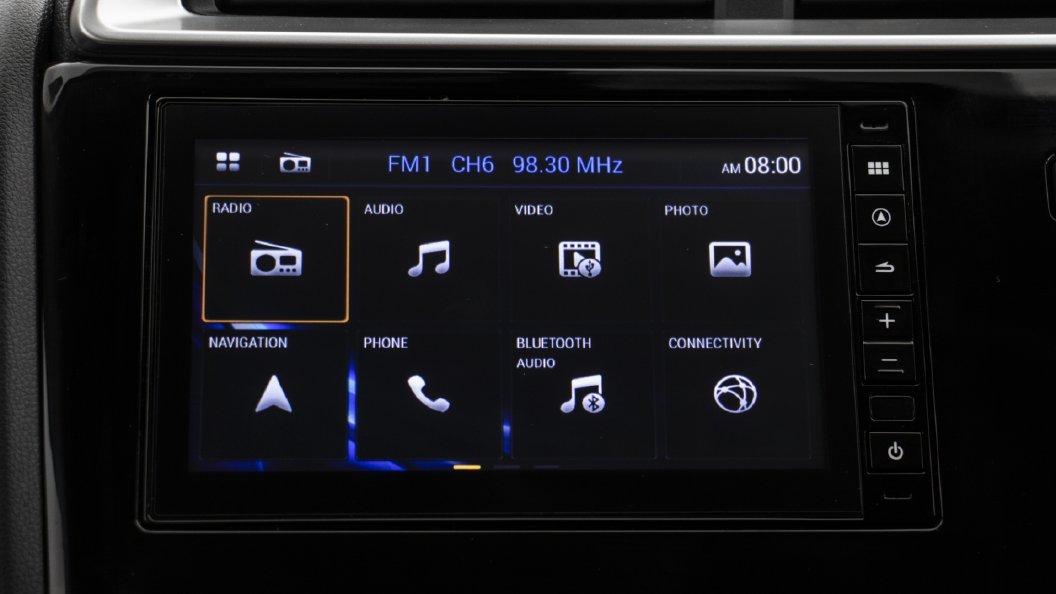 FM1 CH6 98.30 MHz AM 08:00
RADIO AUDIO VIDEO PHOTO
NAVIGATION PHONE BLUETOOTH AUDIO CONNECTIVITY